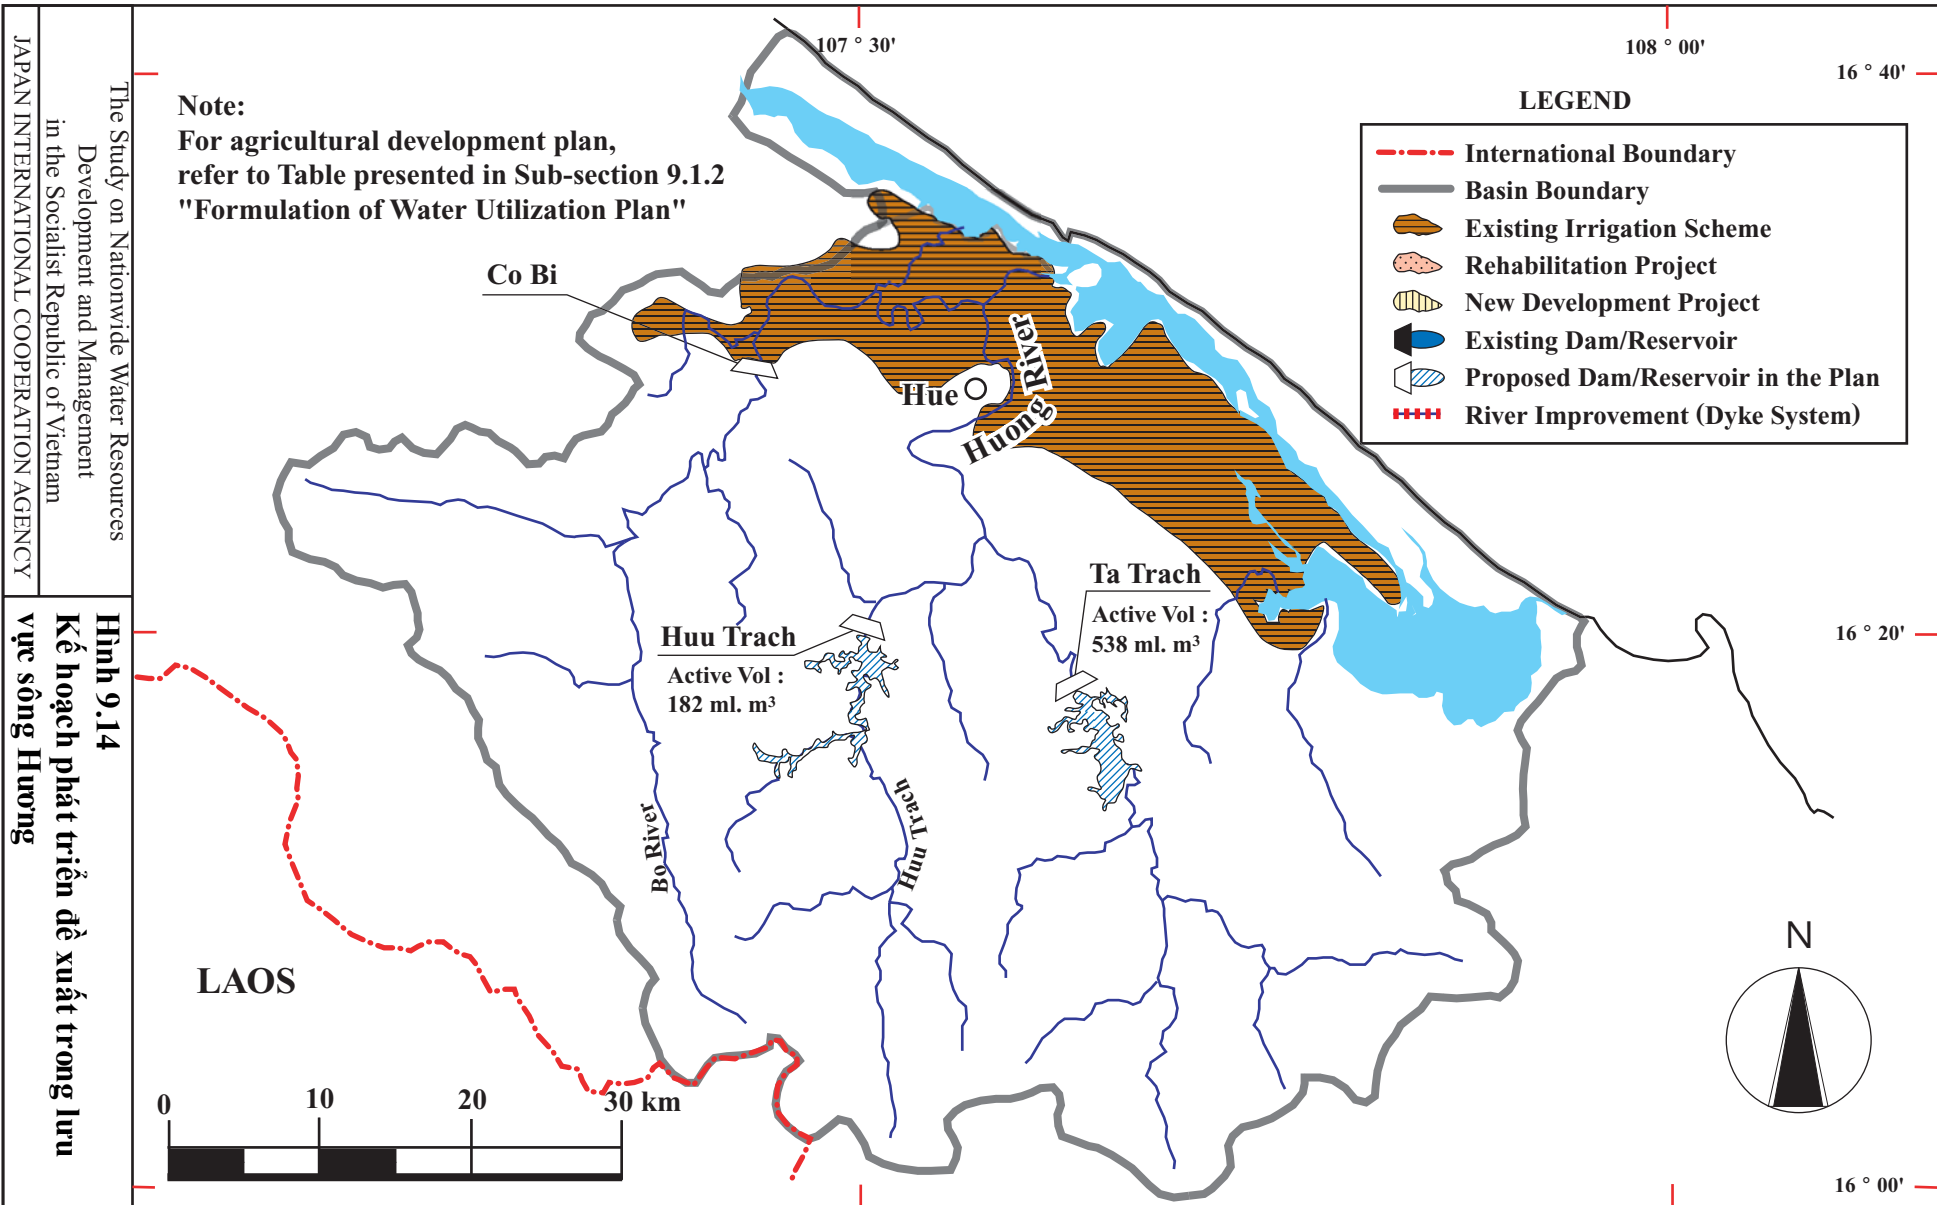 The Study on Nationwide Water Resources
Development and Management
in the Socialist Republic of Vietnam
JAPAN INTERNATIONAL COOPERATION AGENCY
Hình 9.14
Kế hoạch phát triển đề xuất trong lưu
vực sông Hương
107 ° 30'
108 ° 00'
16 ° 40'
Note:
For agricultural development plan,
refer to Table presented in Sub-section 9.1.2
"Formulation of Water Utilization Plan"
LEGEND
International Boundary
Basin Boundary
Existing Irrigation Scheme
Rehabilitation Project
New Development Project
Existing Dam/Reservoir
Proposed Dam/Reservoir in the Plan
River Improvement (Dyke System)
Co Bi
Hue
Huong River
Ta Trach
Active Vol :
538 ml. m³
Huu Trach
Active Vol :
182 ml. m³
16 ° 20'
Bo River
Huu Trach
LAOS
N
0 10 20 30 km
16 ° 00'